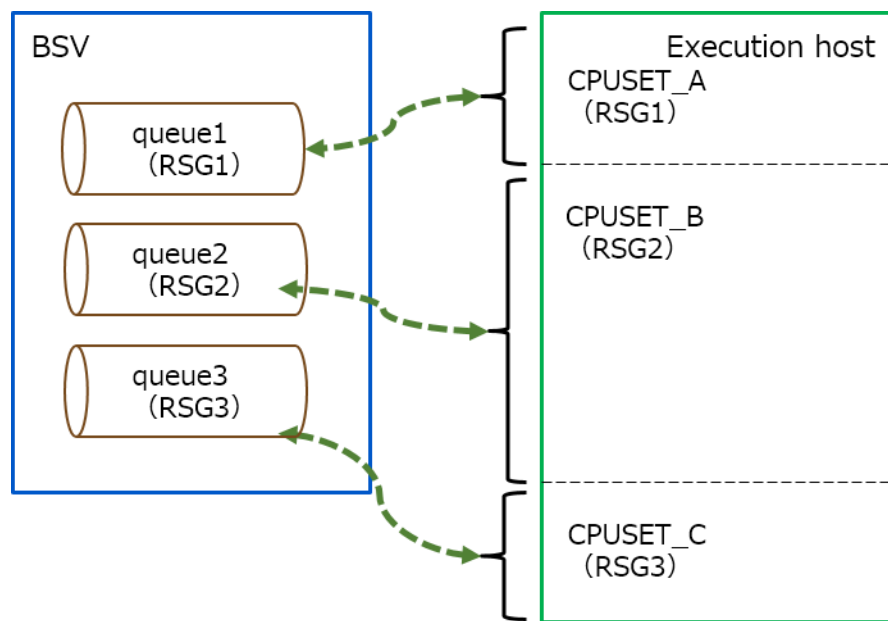 BSV
queue1
（RSG1）
queue2
（RSG2）
queue3
（RSG3）
Execution host
CPUSET_A
（RSG1）
CPUSET_B
（RSG2）
CPUSET_C
（RSG3）